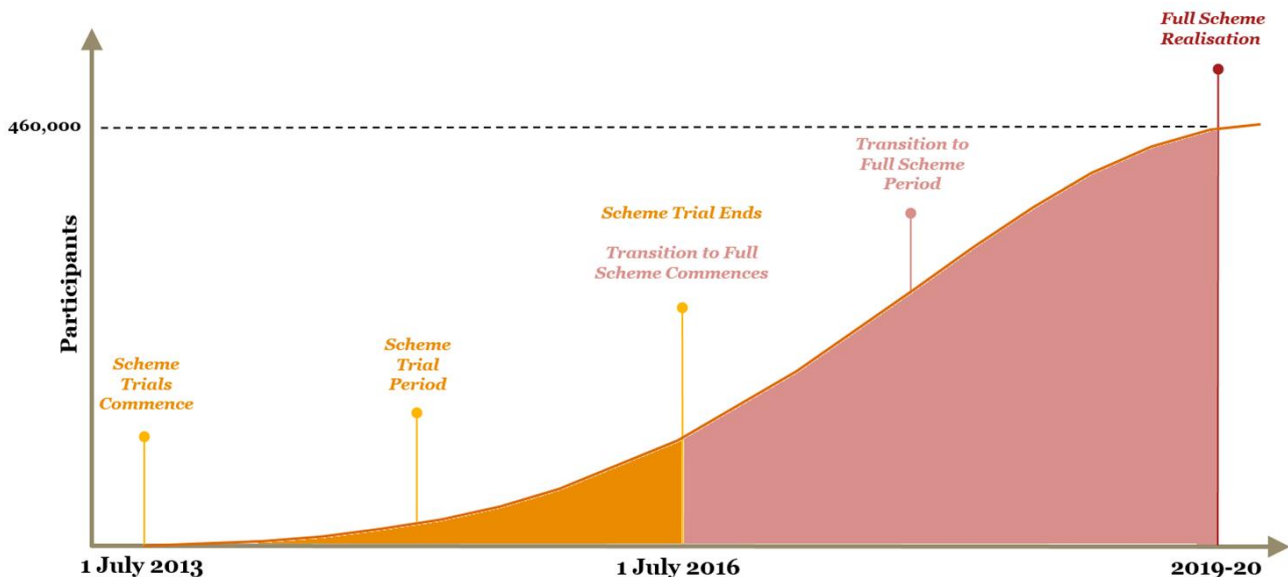 Full Scheme
Realisation
460,000
Transition to
Full Scheme
Period
Scheme Trial Ends
Transition to Full
Scheme Commences
Participants
Scheme
Trials
Commence
Scheme
Trial
Period
1 July 2013
1 July 2016
2019-20